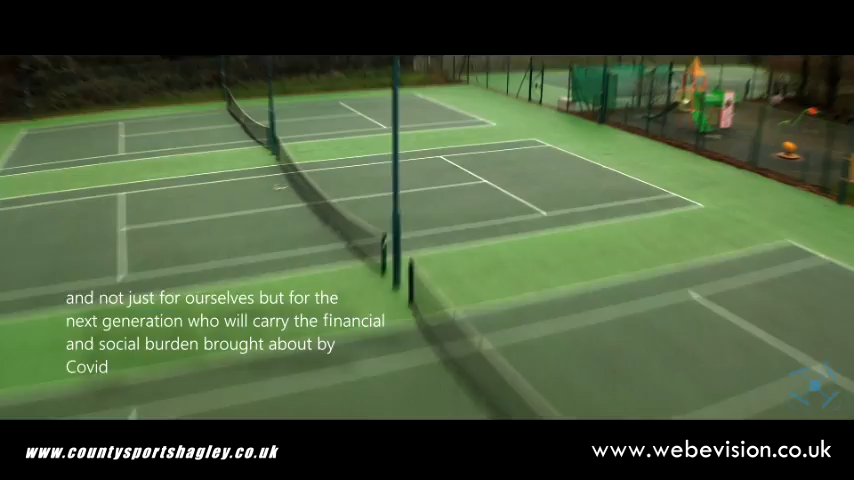 and not just for ourselves but for the
next generation who will carry the financial
and social burden brought about by
Covid
www.countysportshagley.co.uk
www.webevision.co.uk